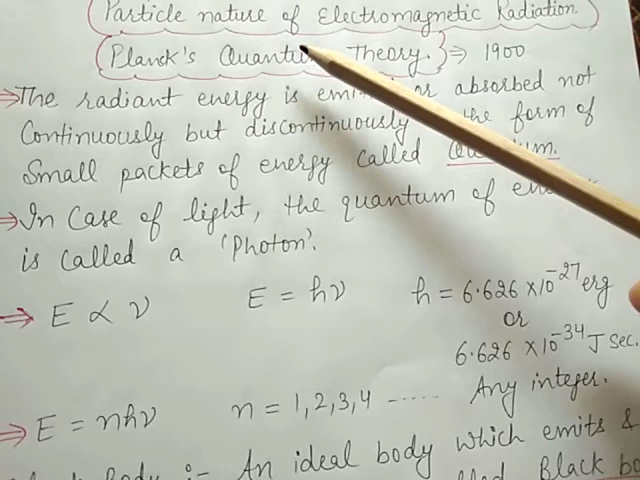 Particle nature of Electromagnetic Radiation.
Planck's Quantum Theory. ⇒ 1900
⇒ The radiant energy is or absorbed not
Continuously but discontinuously the form of
Small packets of energy called
⇒ In Case of light, the quantum of
is called a 'Photon'.
⇒ E ∝ ν E = hν h = 6.626 × 10⁻²⁷ erg
or
6.626 × 10⁻³⁴ J Sec.
⇒ E = nhν n = 1, 2, 3, 4 ----- Any integer.
Body :- An ideal body which emits &
Black